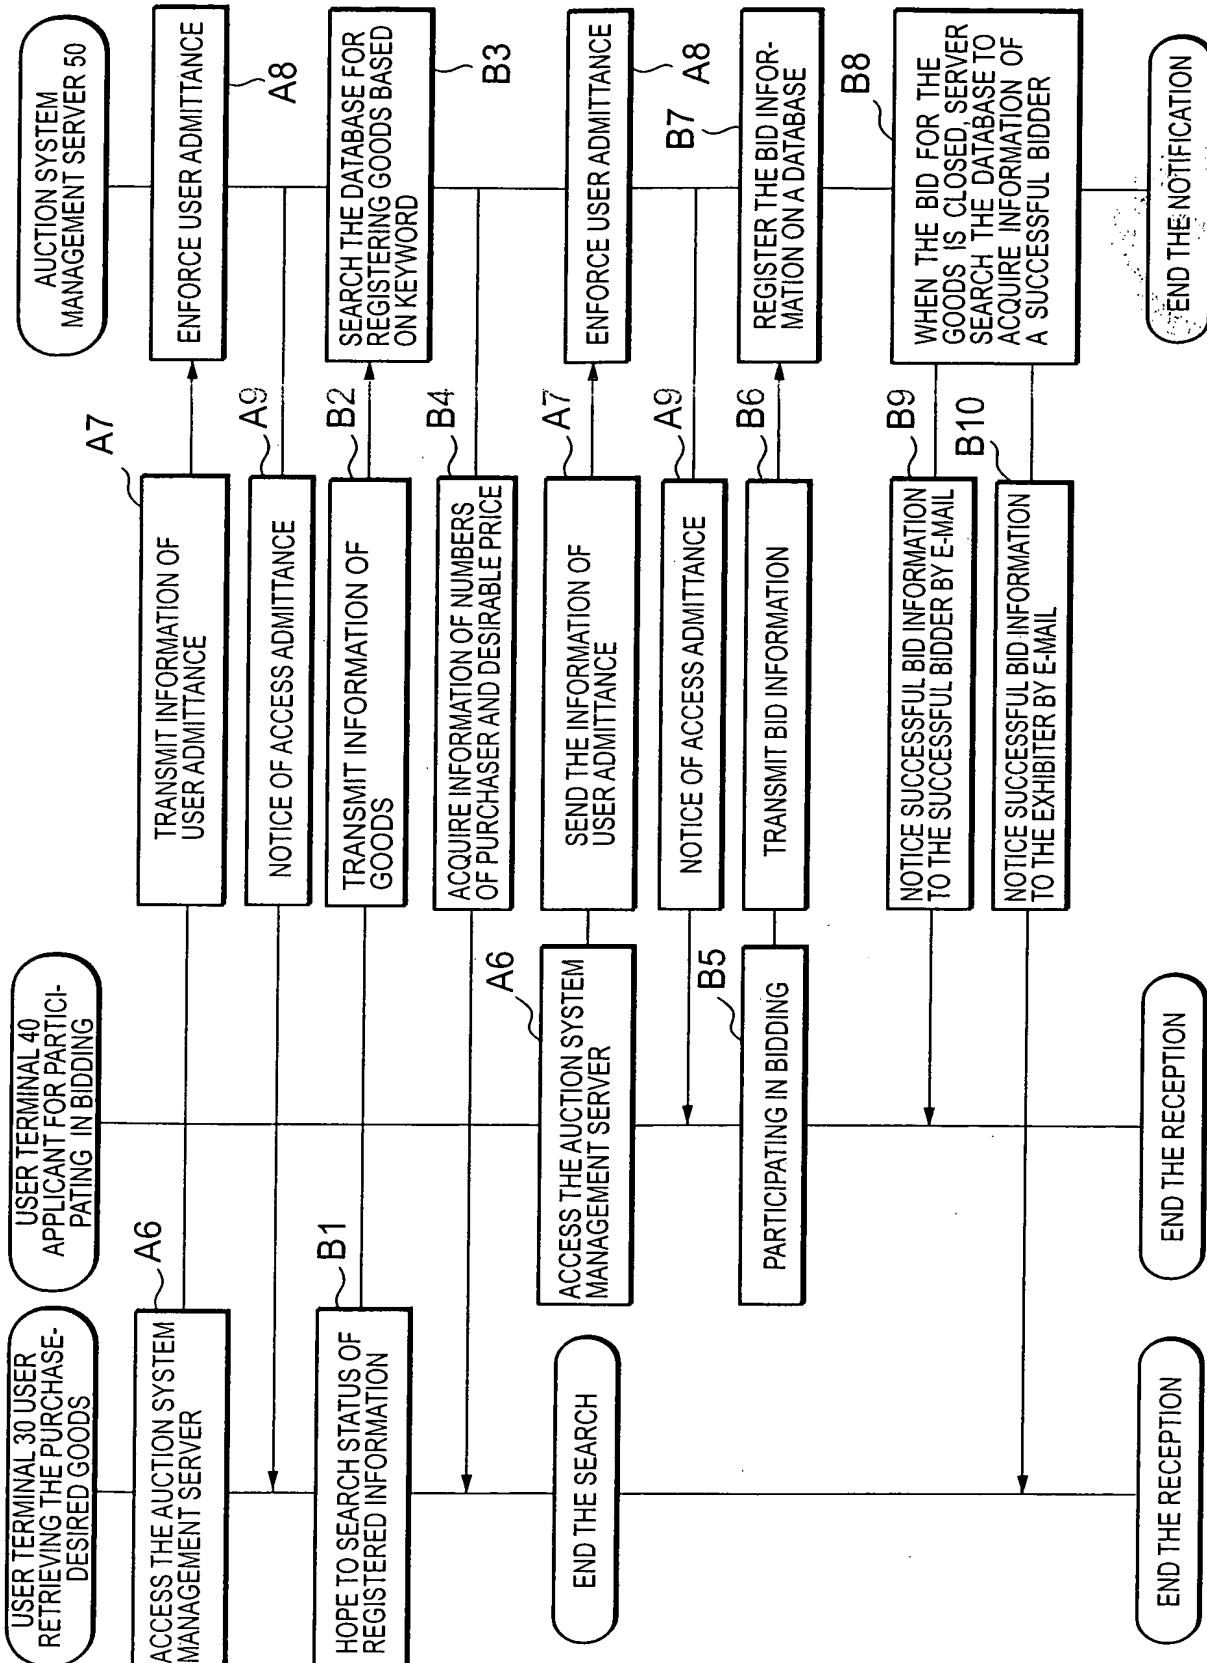 USER TERMINAL 30 USER
RETRIEVING THE PURCHASE-
DESIRED GOODS
USER TERMINAL 40
APPLICANT FOR PARTICI-
PATING IN BIDDING
AUCTION SYSTEM
MANAGEMENT SERVER 50
ACCESS THE AUCTION SYSTEM
MANAGEMENT SERVER
A6
TRANSMIT INFORMATION OF
USER ADMITTANCE
A7
ENFORCE USER ADMITTANCE
A8
NOTICE OF ACCESS ADMITTANCE
A9
HOPE TO SEARCH STATUS OF
REGISTERED INFORMATION
B1
TRANSMIT INFORMATION OF
GOODS
B2
SEARCH THE DATABASE FOR
REGISTERING GOODS BASED
ON KEYWORD
B3
ACQUIRE INFORMATION OF NUMBERS
OF PURCHASER AND DESIRABLE PRICE
B4
END THE SEARCH
ACCESS THE AUCTION SYSTEM
MANAGEMENT SERVER
A6
SEND THE INFORMATION OF
USER ADMITTANCE
A7
ENFORCE USER ADMITTANCE
A8
NOTICE OF ACCESS ADMITTANCE
A9
PARTICIPATING IN BIDDING
B5
TRANSMIT BID INFORMATION
B6
REGISTER THE BID INFOR-
MATION ON A DATABASE
B7
WHEN THE BID FOR THE
GOODS IS CLOSED, SERVER
SEARCH THE DATABASE TO
ACQUIRE INFORMATION OF
A SUCCESSFUL BIDDER
B8
NOTICE SUCCESSFUL BID INFORMATION
TO THE SUCCESSFUL BIDDER BY E-MAIL
B9
NOTICE SUCCESSFUL BID INFORMATION
TO THE EXHIBITER BY E-MAIL
B10
END THE RECEPTION
END THE RECEPTION
END THE NOTIFICATION